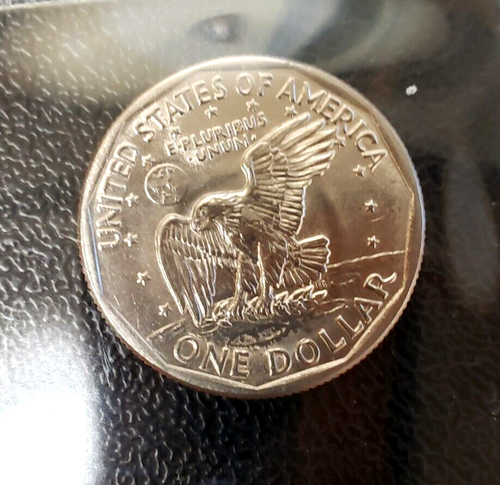 UNITED STATES OF AMERICA
E·PLURIBUS
UNUM
ONE DOLLAR